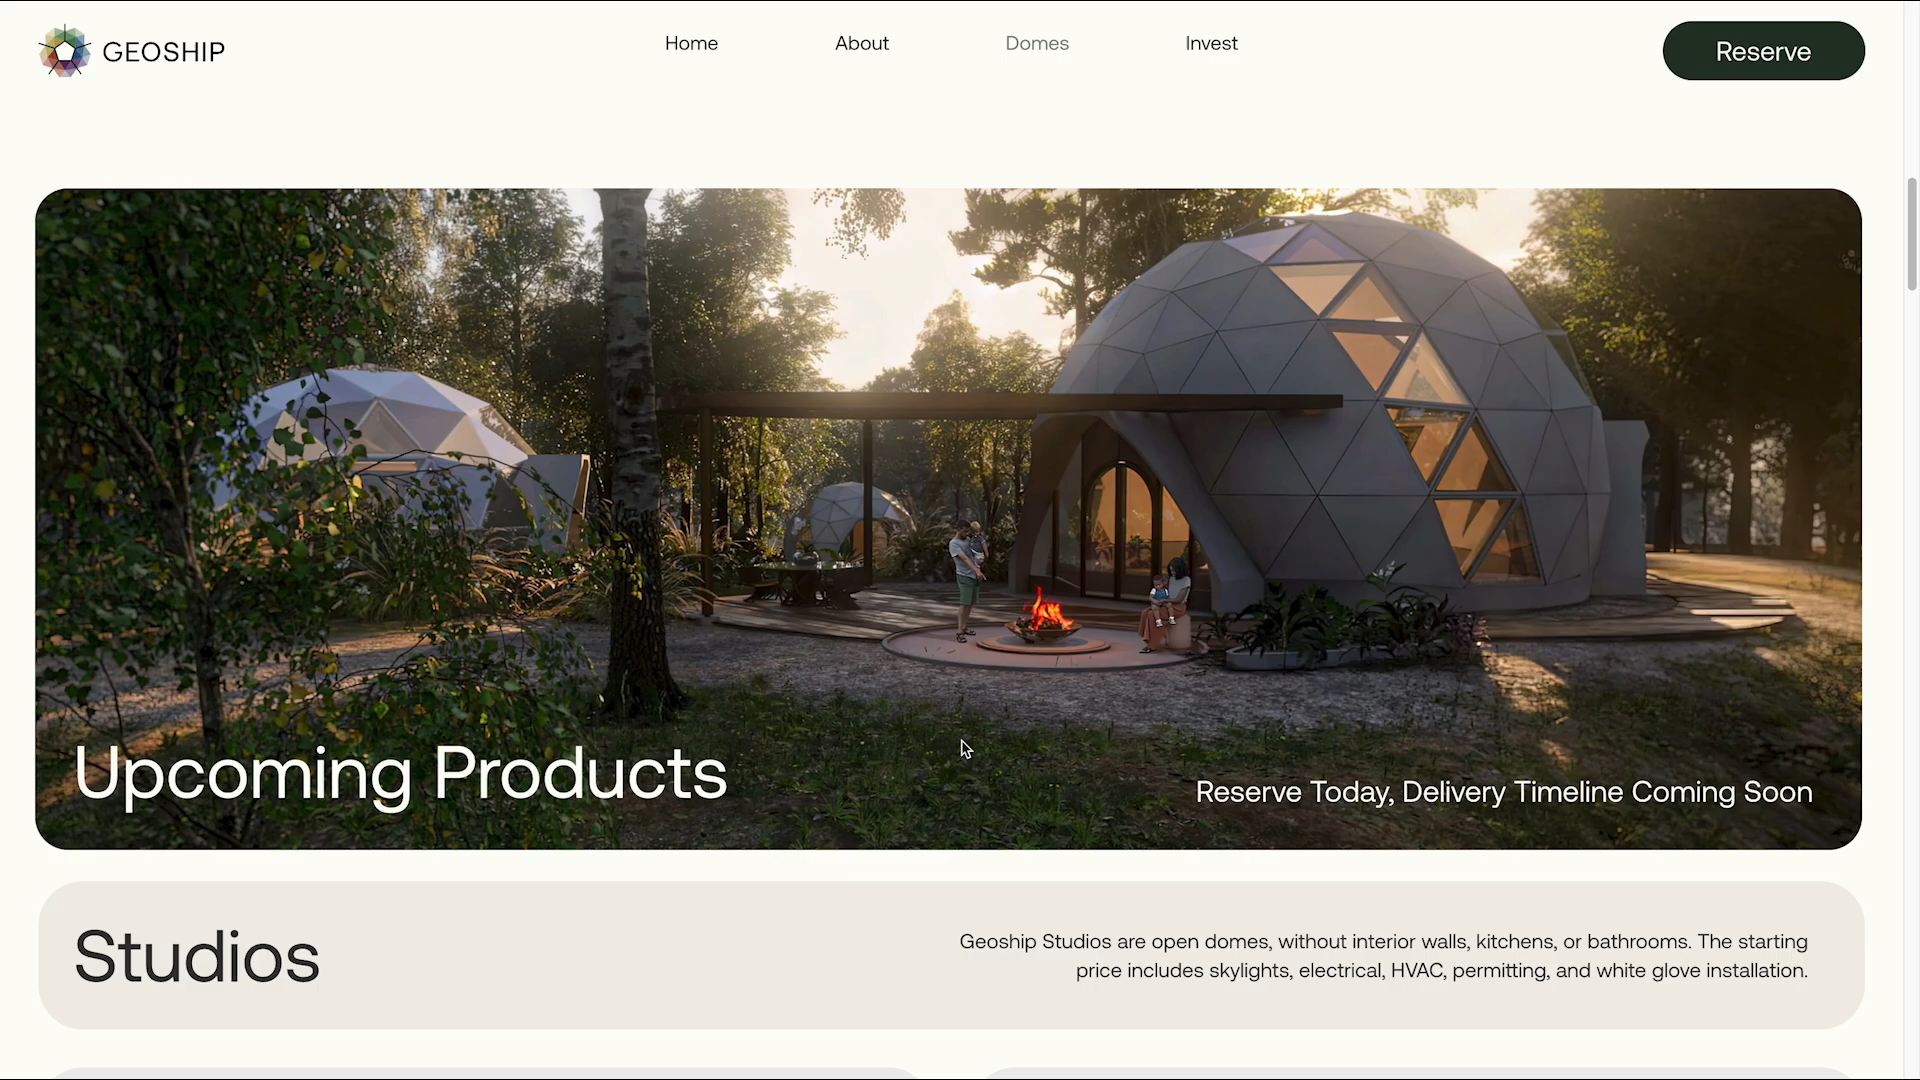 GEOSHIP
Home
About
Domes
Invest
Reserve
Upcoming Products
Reserve Today, Delivery Timeline Coming Soon
Studios
Geoship Studios are open domes, without interior walls, kitchens, or bathrooms. The starting
price includes skylights, electrical, HVAC, permitting, and white glove installation.